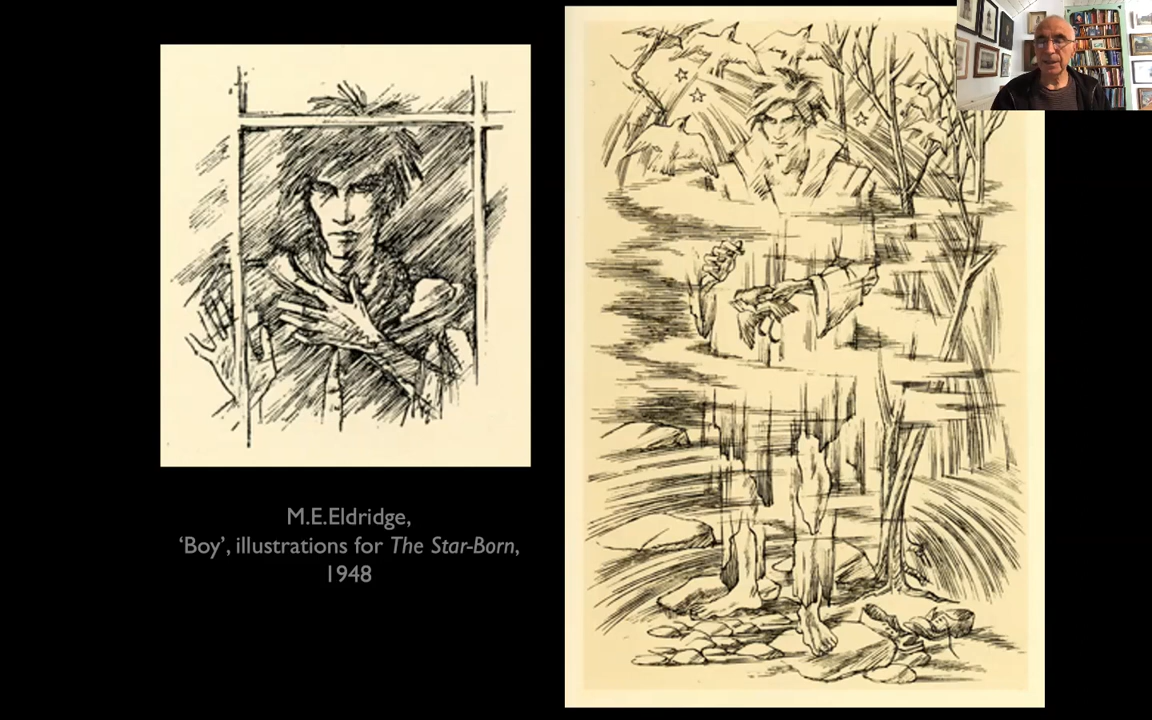 M.E.Eldridge,
‘Boy’, illustrations for The Star-Born,
1948